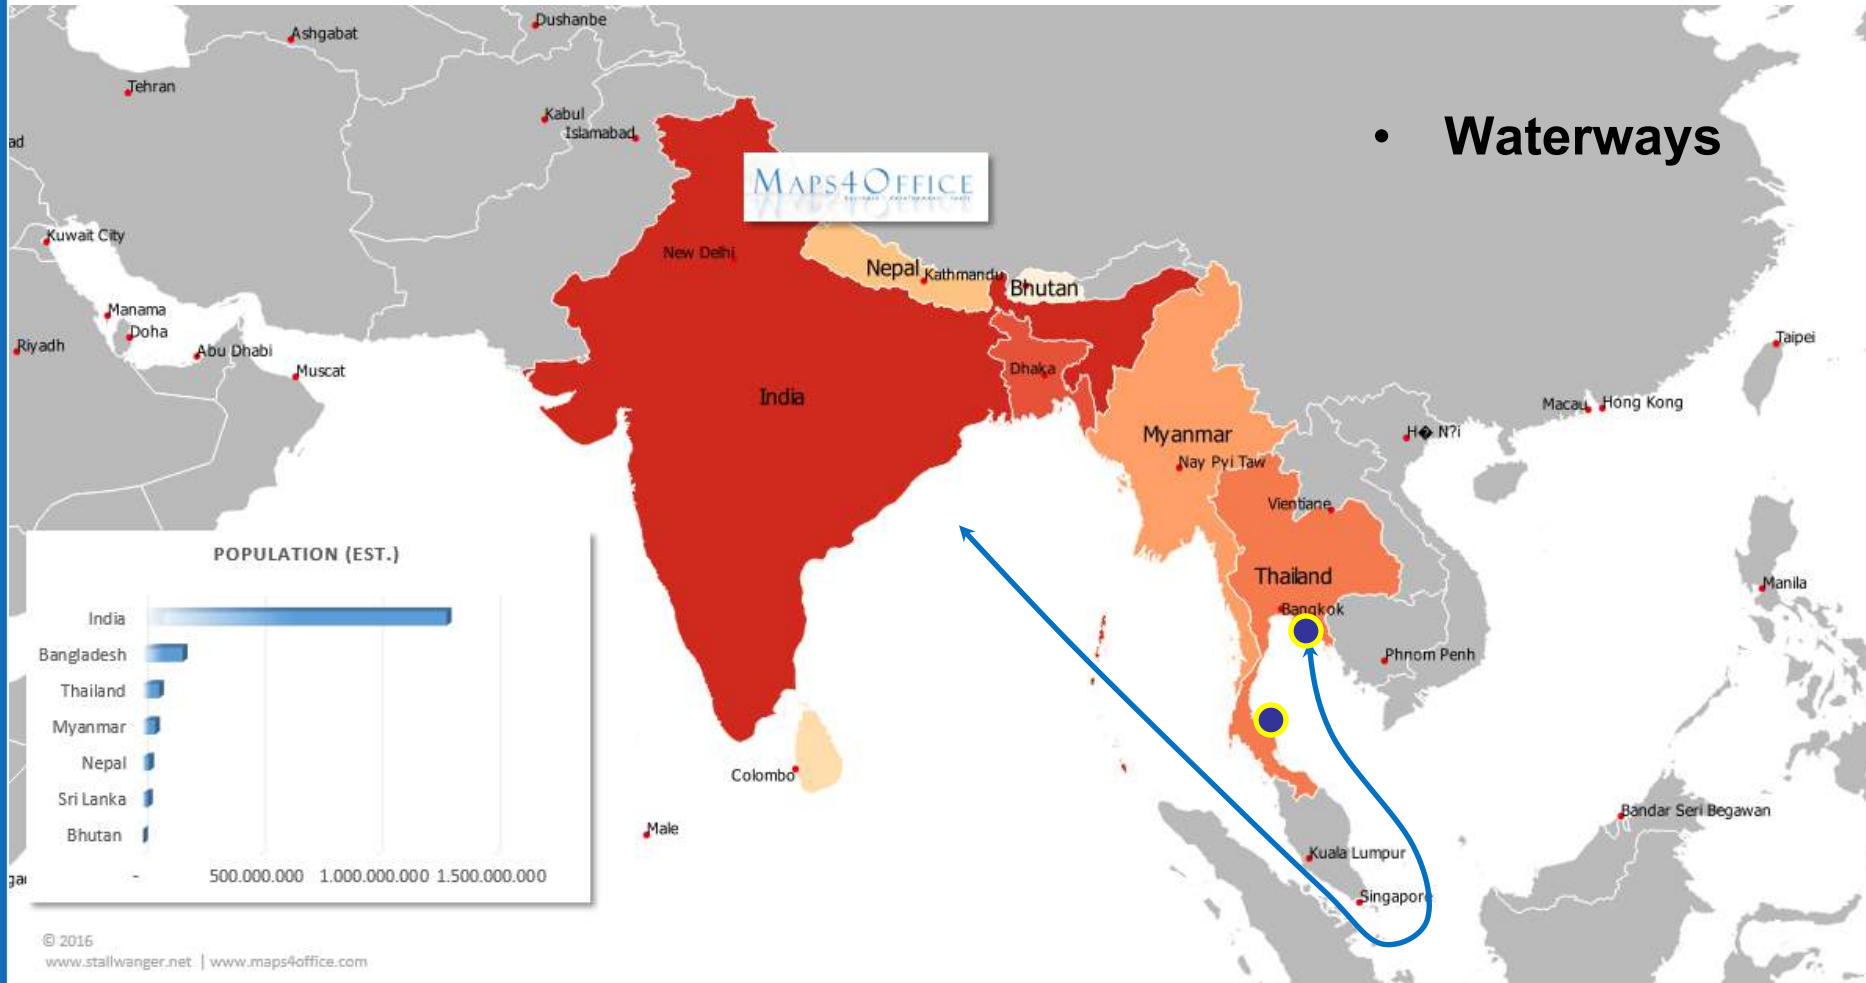 Dushanbe
Ashgabat
Tehran
Kabul
Islamabad
ad
• Waterways
MAPS4OFFICE
Kuwait City
New Delhi
Nepal
Kathmandu
Bhutan
Manama
Doha
Riyadh
Abu Dhabi
Muscat
Taipei
Dhaka
India
Macau
Hong Kong
Myanmar
H� N?i
Nay Pyi Taw
Vientiane
Thailand
Bangkok
Manila
Phnom Penh
Colombo
Male
Bandar Seri Begawan
Kuala Lumpur
Singapore
gar
POPULATION (EST.)
India
Bangladesh
Thailand
Myanmar
Nepal
Sri Lanka
Bhutan
- 500.000.000 1.000.000.000 1.500.000.000
© 2016
www.stallwanger.net | www.maps4office.com